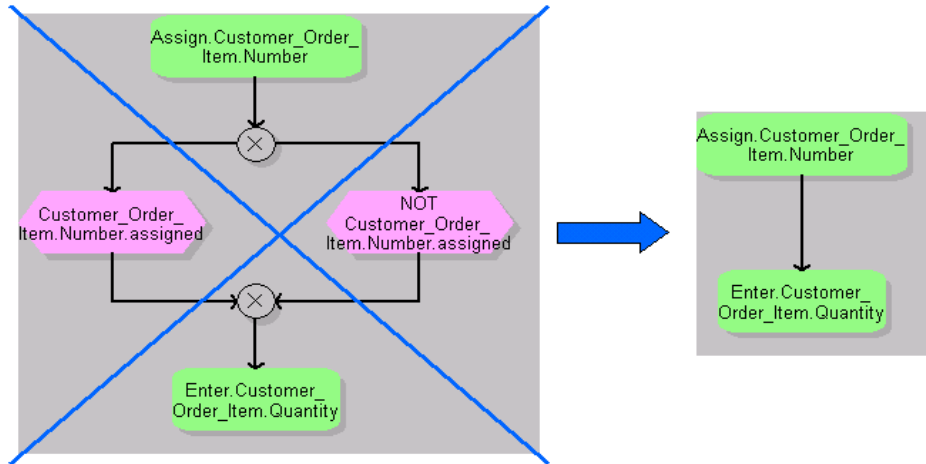 Assign.Customer_Order_
Item.Number
Customer_Order_
Item.Number.assigned
NOT
Customer_Order_
Item.Number.assigned
Enter.Customer_
Order_Item.Quantity
Assign.Customer_Order_
Item.Number
Enter.Customer_
Order_Item.Quantity